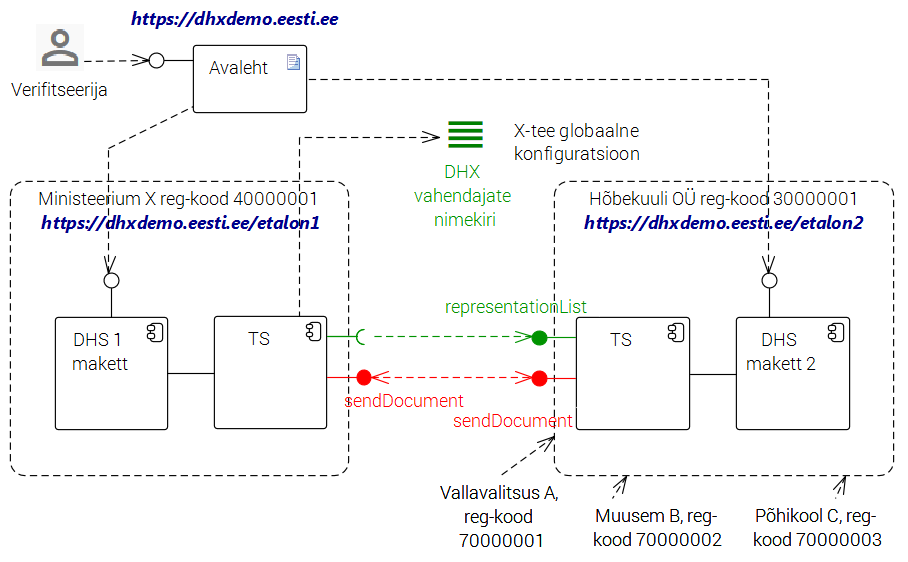 https://dhxdemo.eesti.ee
Avaleht
Verifitseerija
X-tee globaalne
konfiguratsioon
DHX
vahendajate
nimekiri
Ministeerium X reg-kood 40000001
https://dhxdemo.eesti.ee/etalon1
Hõbekuuli OÜ reg-kood 30000001
https://dhxdemo.eesti.ee/etalon2
representationList
DHS 1
makett
TS
TS
DHS
makett 2
sendDocument
sendDocument
Vallavalitsus A,
reg-kood
70000001
Muusem B, reg-
kood 70000002
Põhikool C, reg-
kood 70000003